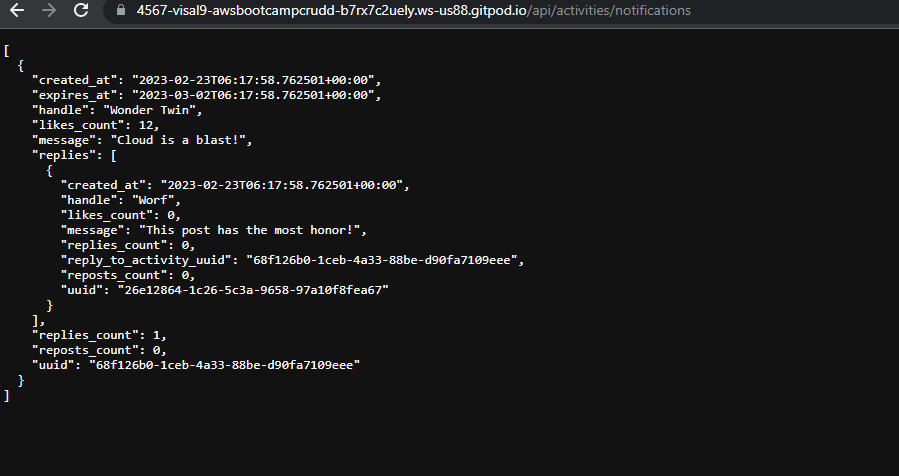 4567-visal9-awsbootcampcrudd-b7rx7c2uely.ws-us88.gitpod.io/api/activities/notifications
[
  {
    "created_at": "2023-02-23T06:17:58.762501+00:00",
    "expires_at": "2023-03-02T06:17:58.762501+00:00",
    "handle": "Wonder Twin",
    "likes_count": 12,
    "message": "Cloud is a blast!",
    "replies": [
      {
        "created_at": "2023-02-23T06:17:58.762501+00:00",
        "handle": "Worf",
        "likes_count": 0,
        "message": "This post has the most honor!",
        "replies_count": 0,
        "reply_to_activity_uuid": "68f126b0-1ceb-4a33-88be-d90fa7109eee",
        "reposts_count": 0,
        "uuid": "26e12864-1c26-5c3a-9658-97a10f8fea67"
      }
    ],
    "replies_count": 1,
    "reposts_count": 0,
    "uuid": "68f126b0-1ceb-4a33-88be-d90fa7109eee"
  }
]